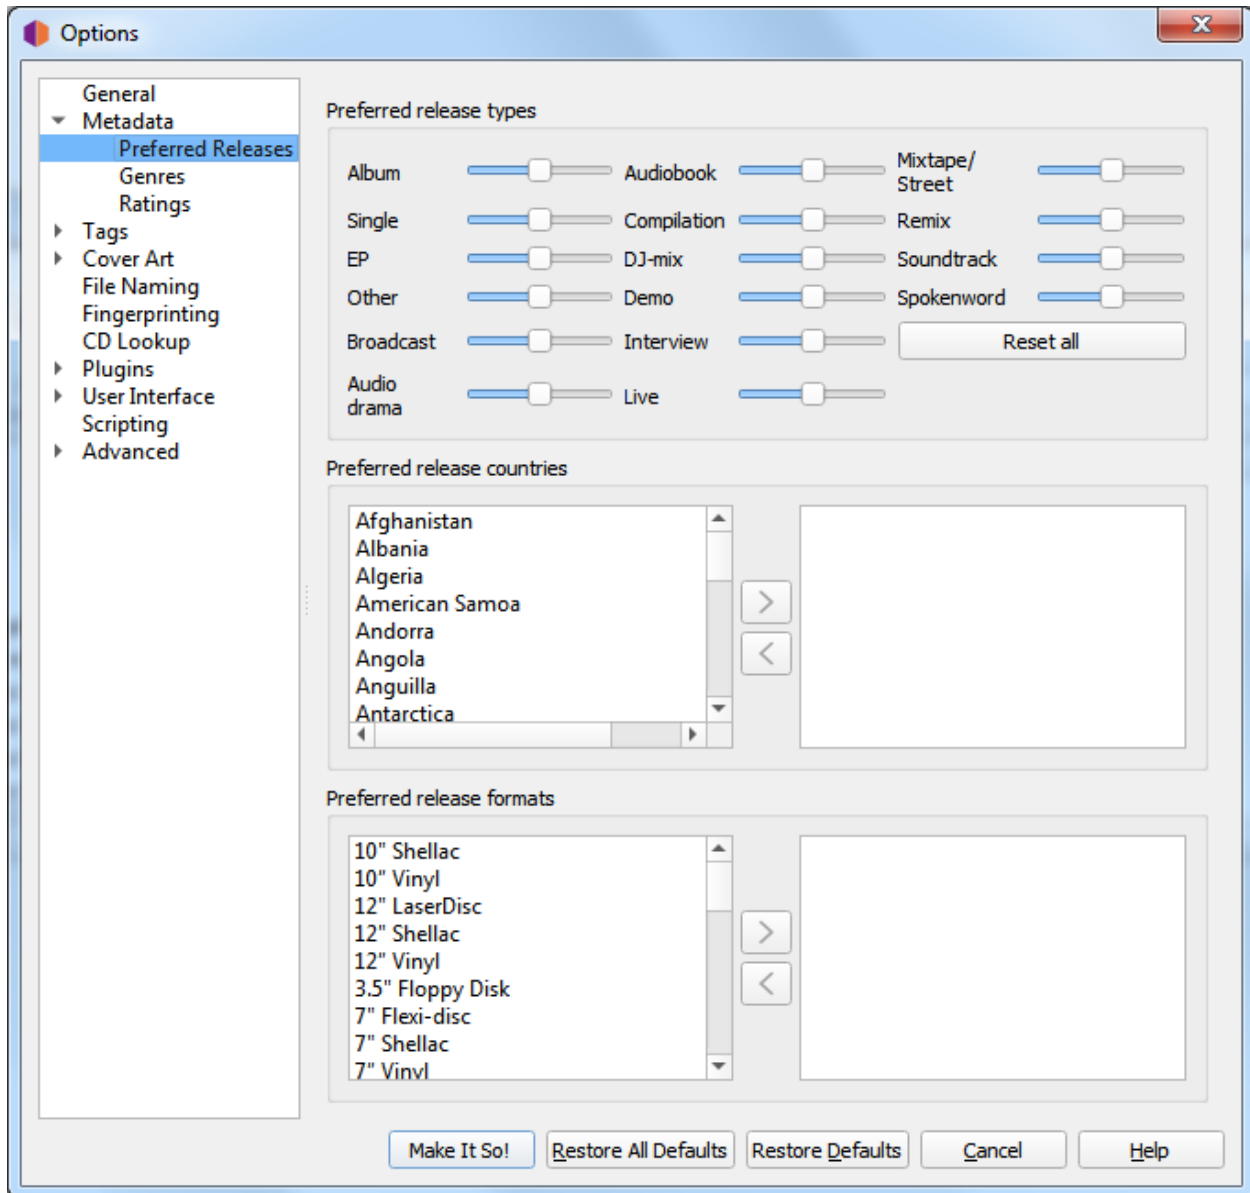 Options
General
Metadata
Preferred Releases
Genres
Ratings
Tags
Cover Art
File Naming
Fingerprinting
CD Lookup
Plugins
User Interface
Scripting
Advanced
Preferred release types
Album
Audiobook
Mixtape/
Street
Single
Compilation
Remix
EP
DJ-mix
Soundtrack
Other
Demo
Spokenword
Broadcast
Interview
Reset all
Audio
drama
Live
Preferred release countries
Afghanistan
Albania
Algeria
American Samoa
Andorra
Angola
Anguilla
Antarctica
>
<
Preferred release formats
10" Shellac
10" Vinyl
12" LaserDisc
12" Shellac
12" Vinyl
3.5" Floppy Disk
7" Flexi-disc
7" Shellac
7" Vinyl
>
<
Make It So!
Restore All Defaults
Restore Defaults
Cancel
Help